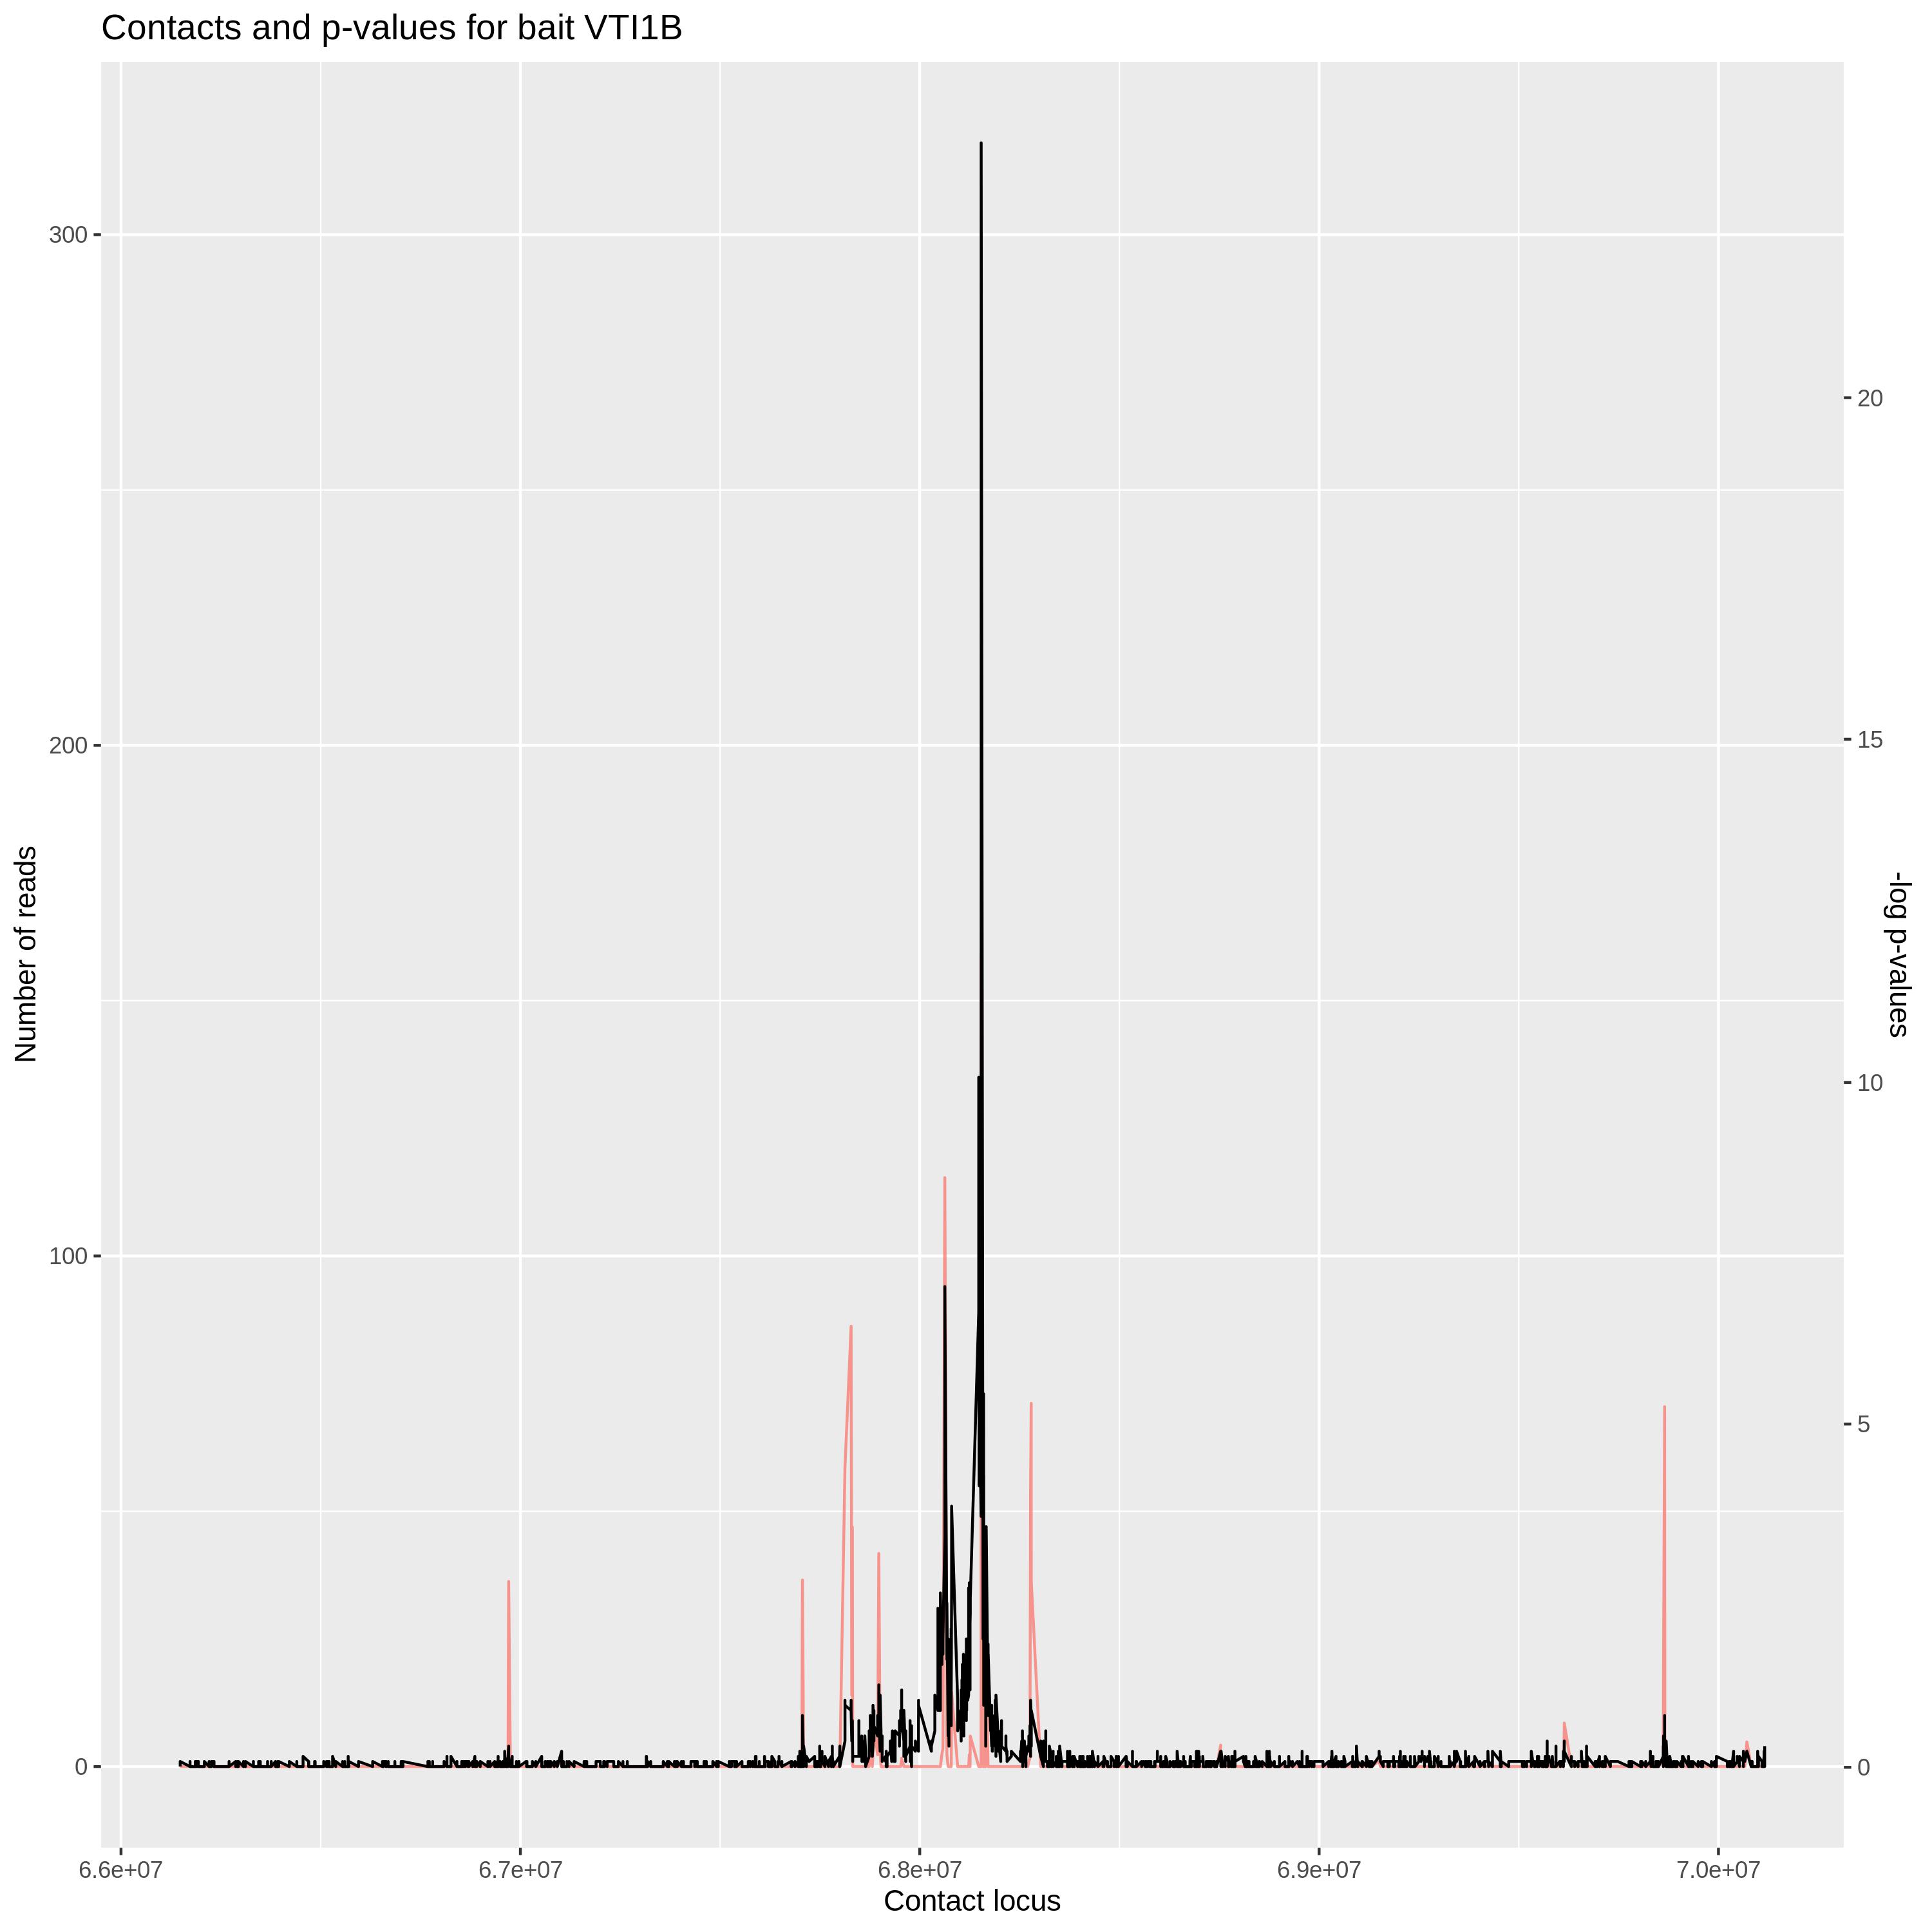 Contacts and p-values for bait VTI1B
300
200
100
0
Number of reads
20
15
10
5
0
-log p-values
6.6e+07 6.7e+07 6.8e+07 6.9e+07 7.0e+07
Contact locus